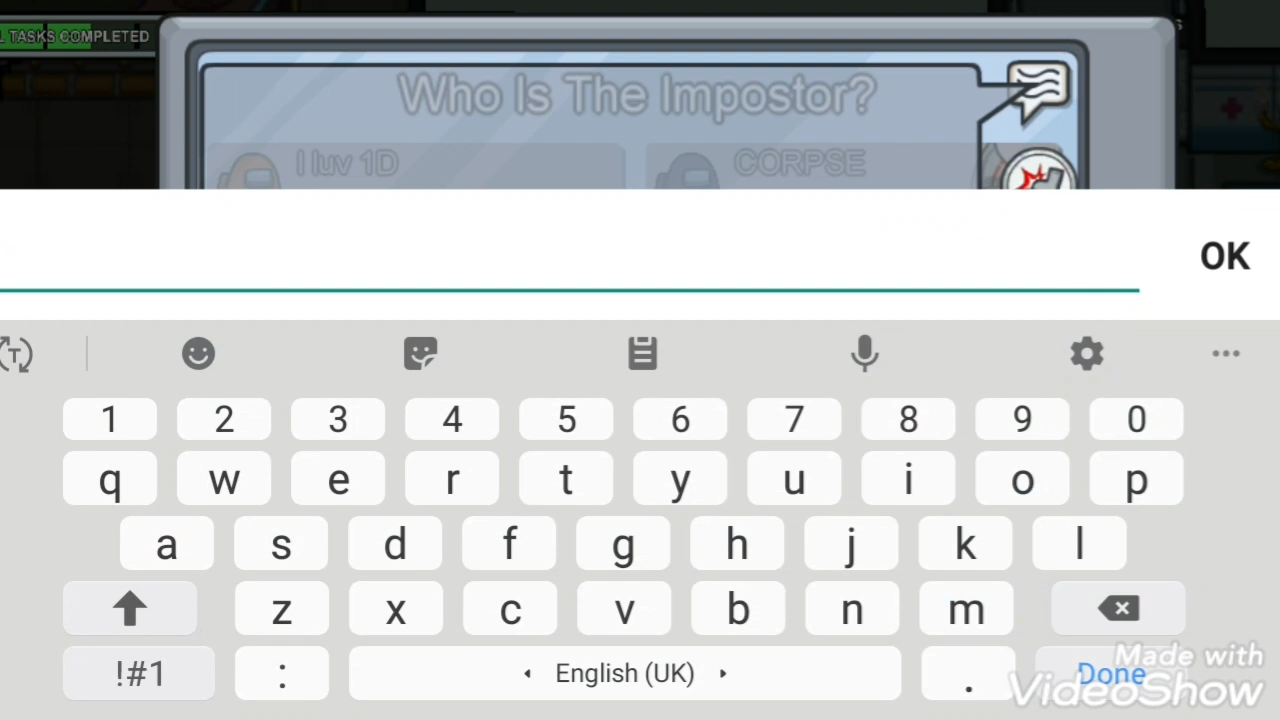 L TASKS COMPLETED
Who Is The Impostor?
I luv 1D
CORPSE
OK
T
1 2 3 4 5 6 7 8 9 0
q w e r t y u i o p
a s d f g h j k l
z x c v b n m
!#1 : English (UK) . Done
Made with
VideoShow